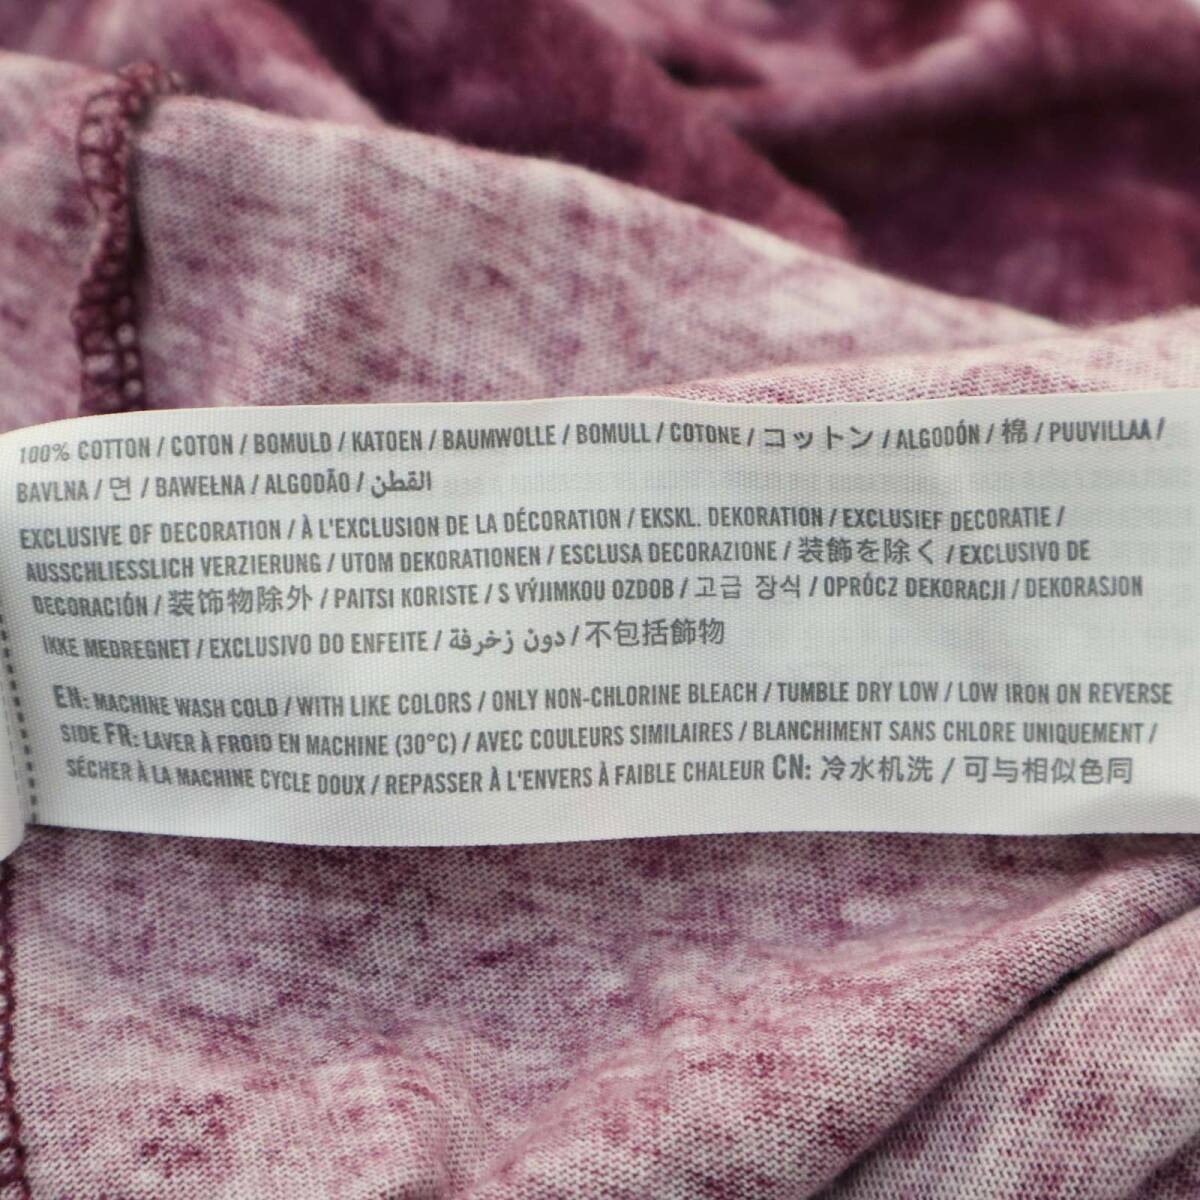 100% COTTON / COTON / BOMULD / KATOEN / BAUMWOLLE / BOMULL / COTONE / コットン / ALGODÓN / 棉 / PUUVILLAA /
BAVLNA / 면 / BAWEŁNA / ALGODÃO / القطن
EXCLUSIVE OF DECORATION / À L'EXCLUSION DE LA DÉCORATION / EKSKL. DEKORATION / EXCLUSIEF DECORATIE /
AUSSCHLIESSLICH VERZIERUNG / UTOM DEKORATIONEN / ESCLUSA DECORAZIONE / 装飾を除く / EXCLUSIVO DE
DECORACIÓN / 装饰物除外 / PAITSI KORISTE / S VÝJIMKOU OZDOB / 고급 장식 / OPRÓCZ DEKORACJI / DEKORASJON
IKKE MEDREGNET / EXCLUSIVO DO ENFEITE / دون زخرفة / 不包括飾物
EN: MACHINE WASH COLD / WITH LIKE COLORS / ONLY NON-CHLORINE BLEACH / TUMBLE DRY LOW / LOW IRON ON REVERSE
SIDE FR: LAVER À FROID EN MACHINE (30°C) / AVEC COULEURS SIMILAIRES / BLANCHIMENT SANS CHLORE UNIQUEMENT /
SÉCHER À LA MACHINE CYCLE DOUX / REPASSER À L'ENVERS À FAIBLE CHALEUR CN: 冷水机洗 / 可与相似色同